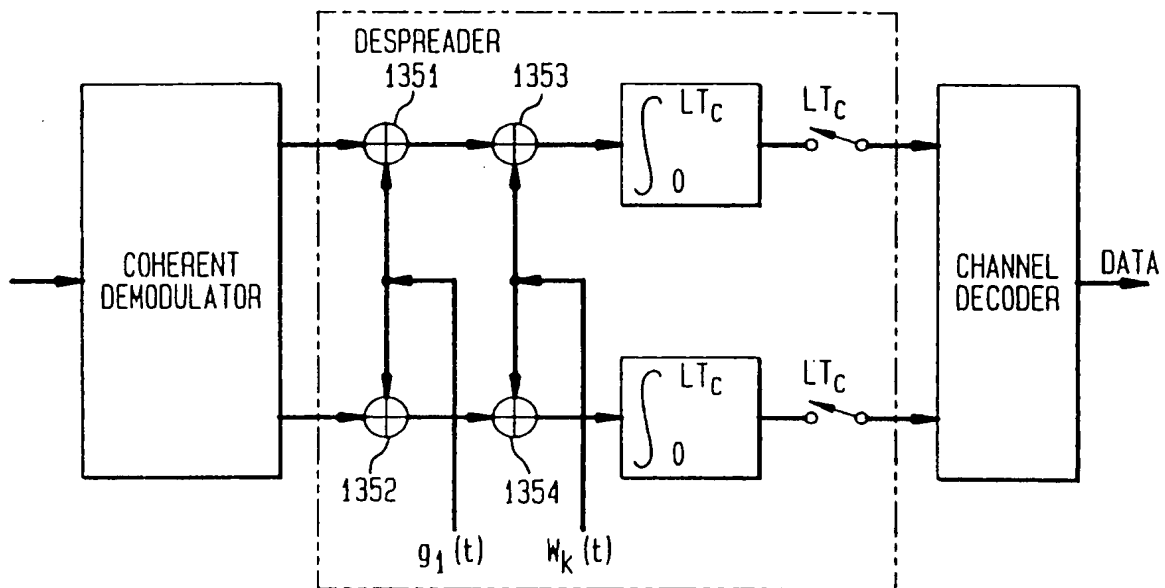 DESPREADER
1351
1353
∫ LTC 0
LTC
COHERENT
DEMODULATOR
CHANNEL
DECODER
DATA
∫ LTC 0
LTC
1352
1354
g1(t)
Wk(t)